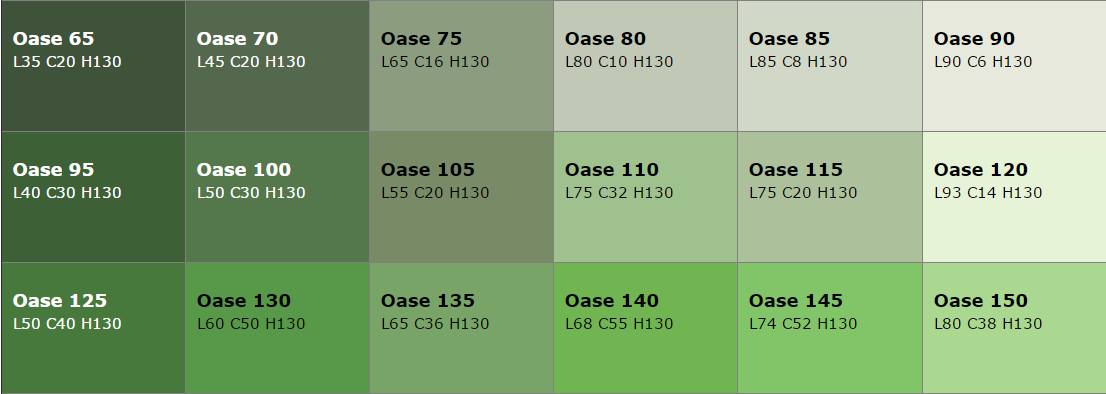 Oase 65
L35 C20 H130
Oase 70
L45 C20 H130
Oase 75
L65 C16 H130
Oase 80
L80 C10 H130
Oase 85
L85 C8 H130
Oase 90
L90 C6 H130
Oase 95
L40 C30 H130
Oase 100
L50 C30 H130
Oase 105
L55 C20 H130
Oase 110
L75 C32 H130
Oase 115
L75 C20 H130
Oase 120
L93 C14 H130
Oase 125
L50 C40 H130
Oase 130
L60 C50 H130
Oase 135
L65 C36 H130
Oase 140
L68 C55 H130
Oase 145
L74 C52 H130
Oase 150
L80 C38 H130